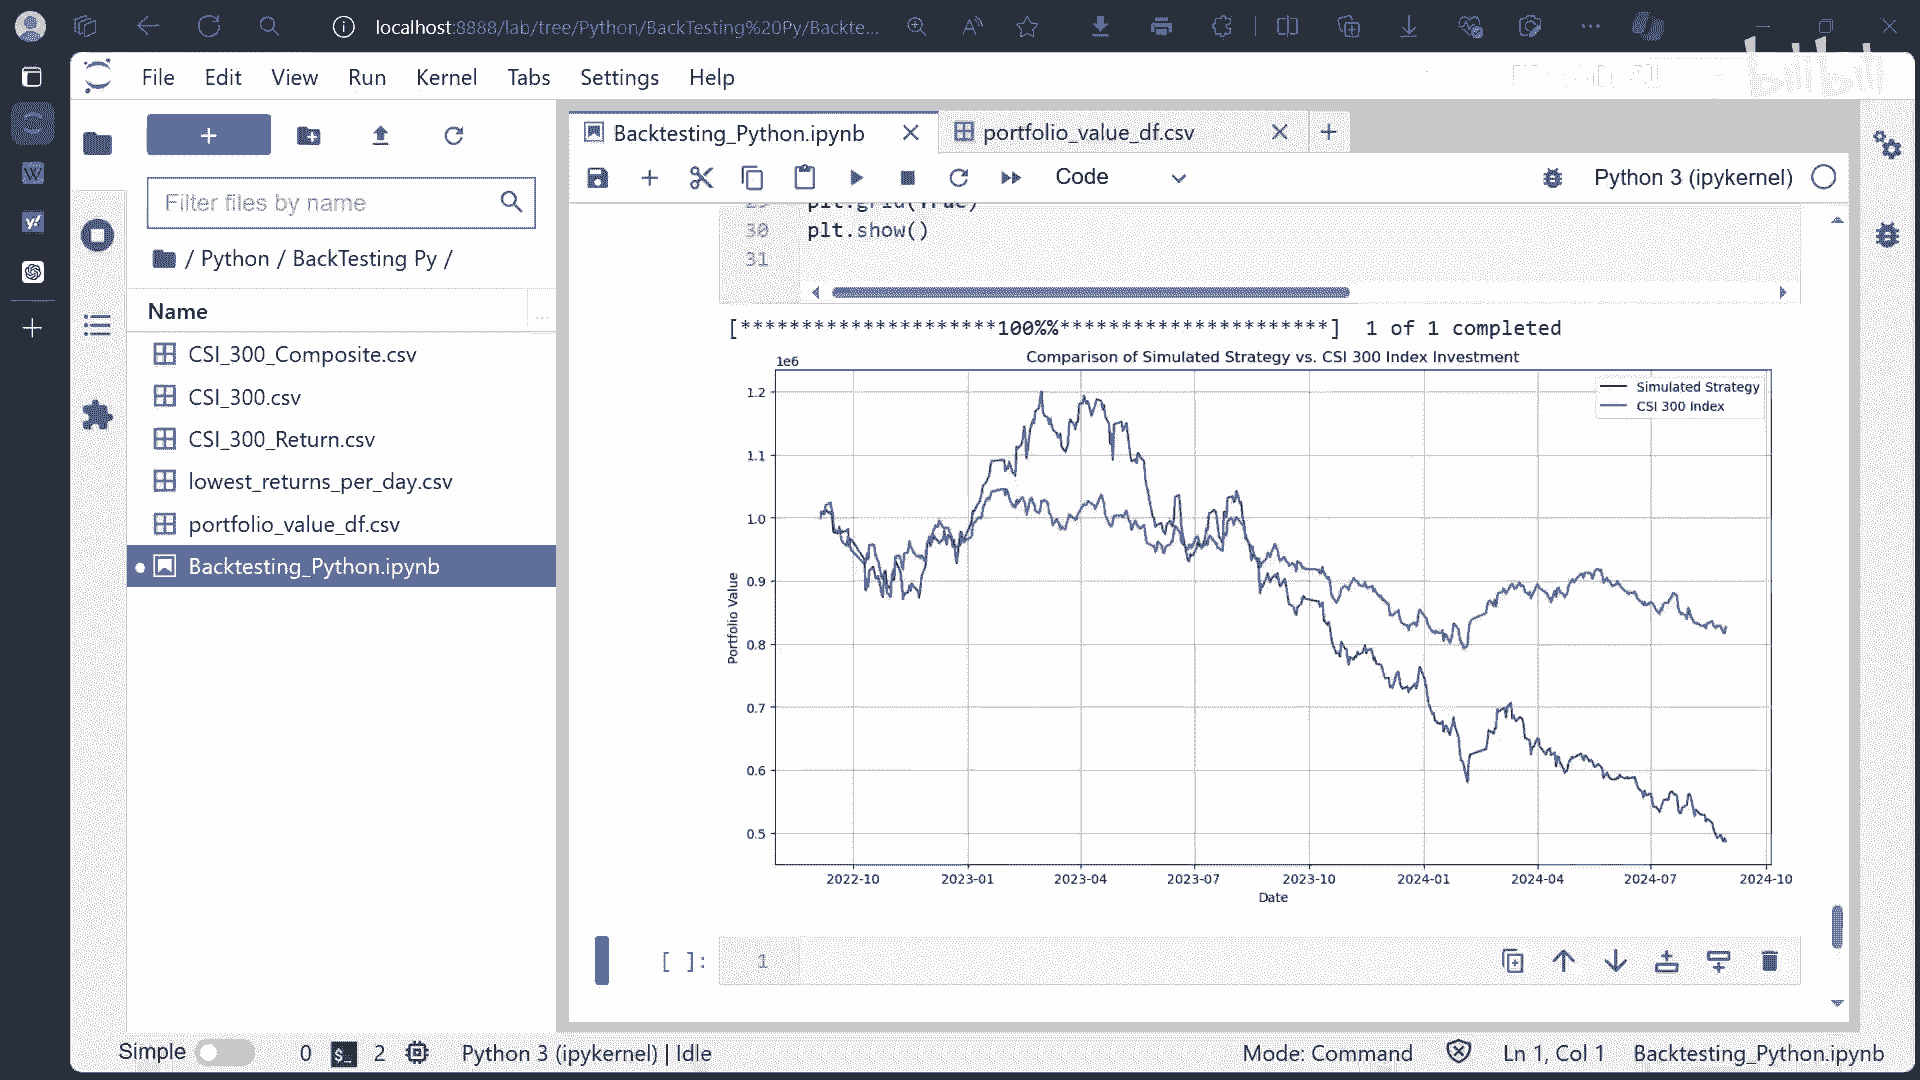 localhost:8888/lab/tree/Python/BackTesting%20Py/Backte...
bilibili
File Edit View Run Kernel Tabs Settings Help
Backtesting_Python.ipynb
portfolio_value_df.csv
Code
Python 3 (ipykernel)
Filter files by name
/ Python / BackTesting Py /
Name
...
CSI_300_Composite.csv
CSI_300.csv
CSI_300_Return.csv
lowest_returns_per_day.csv
portfolio_value_df.csv
Backtesting_Python.ipynb
plt.grid(True)
30 plt.show()
31
[**********************100%%**********************] 1 of 1 completed
Comparison of Simulated Strategy vs. CSI 300 Index Investment
1e6
Simulated Strategy
CSI 300 Index
1.2
1.1
1.0
0.9
0.8
0.7
0.6
0.5
Portfolio Value
2022-10 2023-01 2023-04 2023-07 2023-10 2024-01 2024-04 2024-07 2024-10
Date
[ ]: 1
Simple 0 $_ 2 Python 3 (ipykernel) | Idle Mode: Command Ln 1, Col 1 Backtesting_Python.ipynb